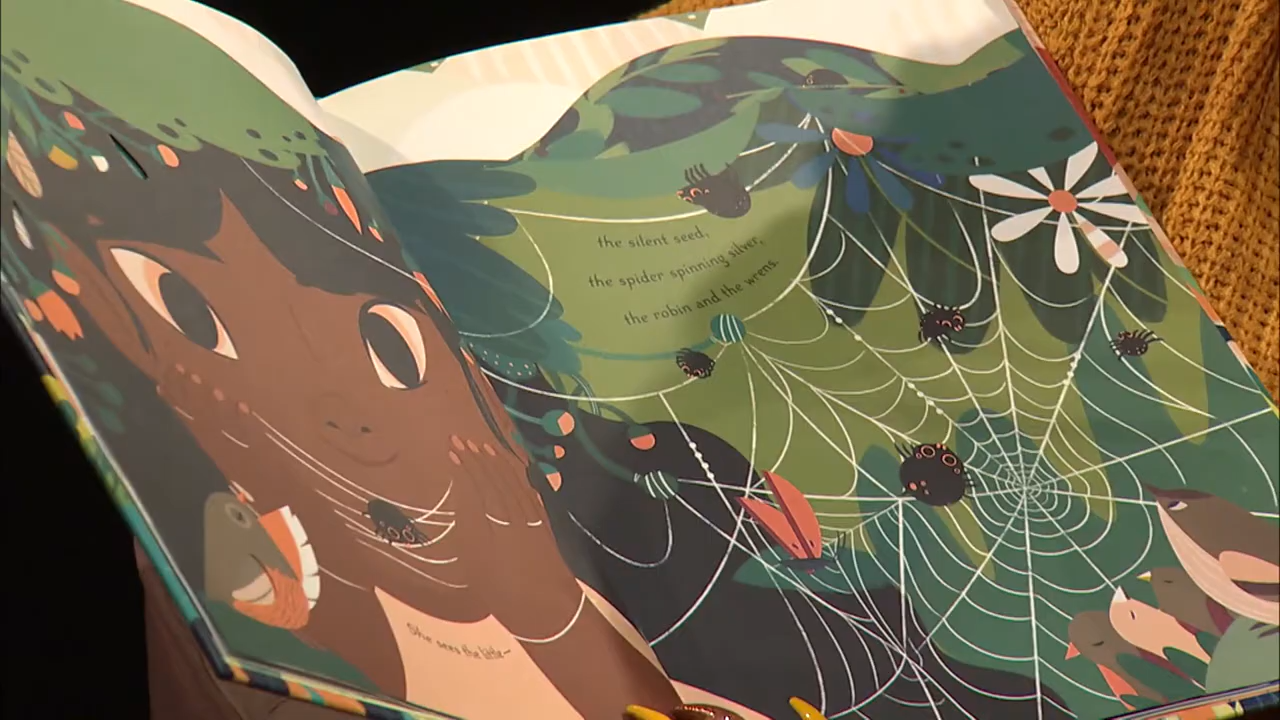 She sees the little—
the silent seed,
the spider spinning silver,
the robin and the wrens.